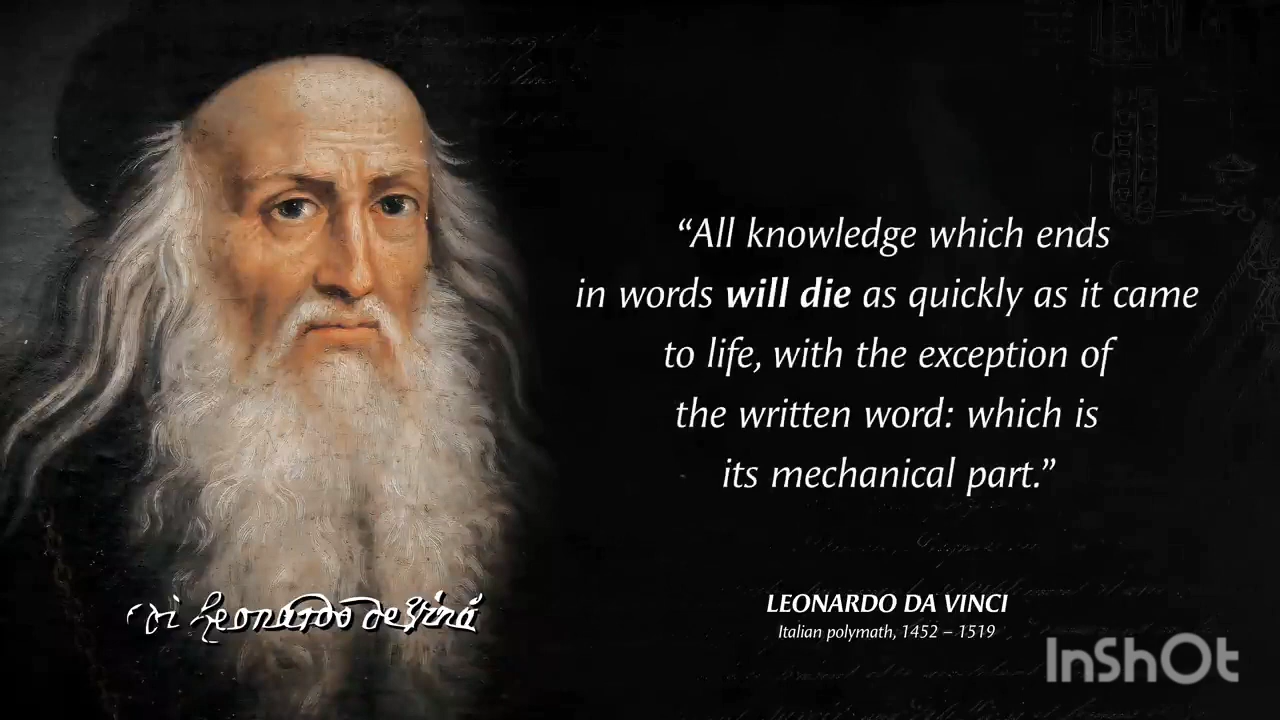 “All knowledge which ends
in words will die as quickly as it came
to life, with the exception of
the written word: which is
its mechanical part.”
Leonardo
LEONARDO DA VINCI
Italian polymath, 1452 – 1519
InShOt